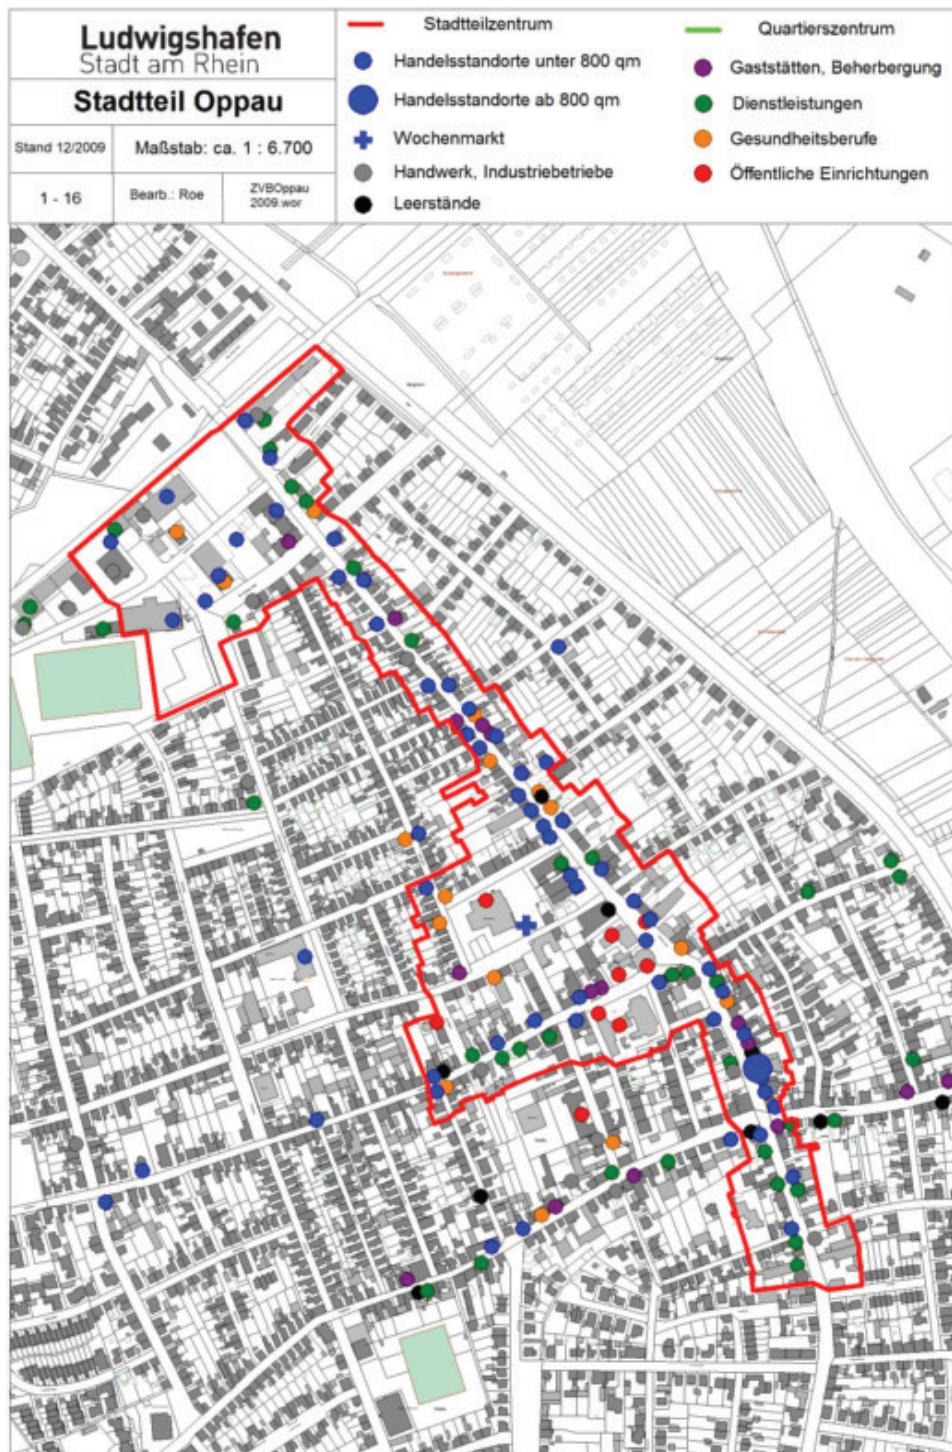 Ludwigshafen
Stadt am Rhein
Stadtteil Oppau
Stand 12/2009
Maßstab: ca. 1 : 6.700
1 - 16
Bearb.: Roe
ZVBOppau
2009.wor
Stadtteilzentrum
Handelsstandorte unter 800 qm
Handelsstandorte ab 800 qm
Wochenmarkt
Handwerk, Industriebetriebe
Leerstände
Quartierszentrum
Gaststätten, Beherbergung
Dienstleistungen
Gesundheitsberufe
Öffentliche Einrichtungen